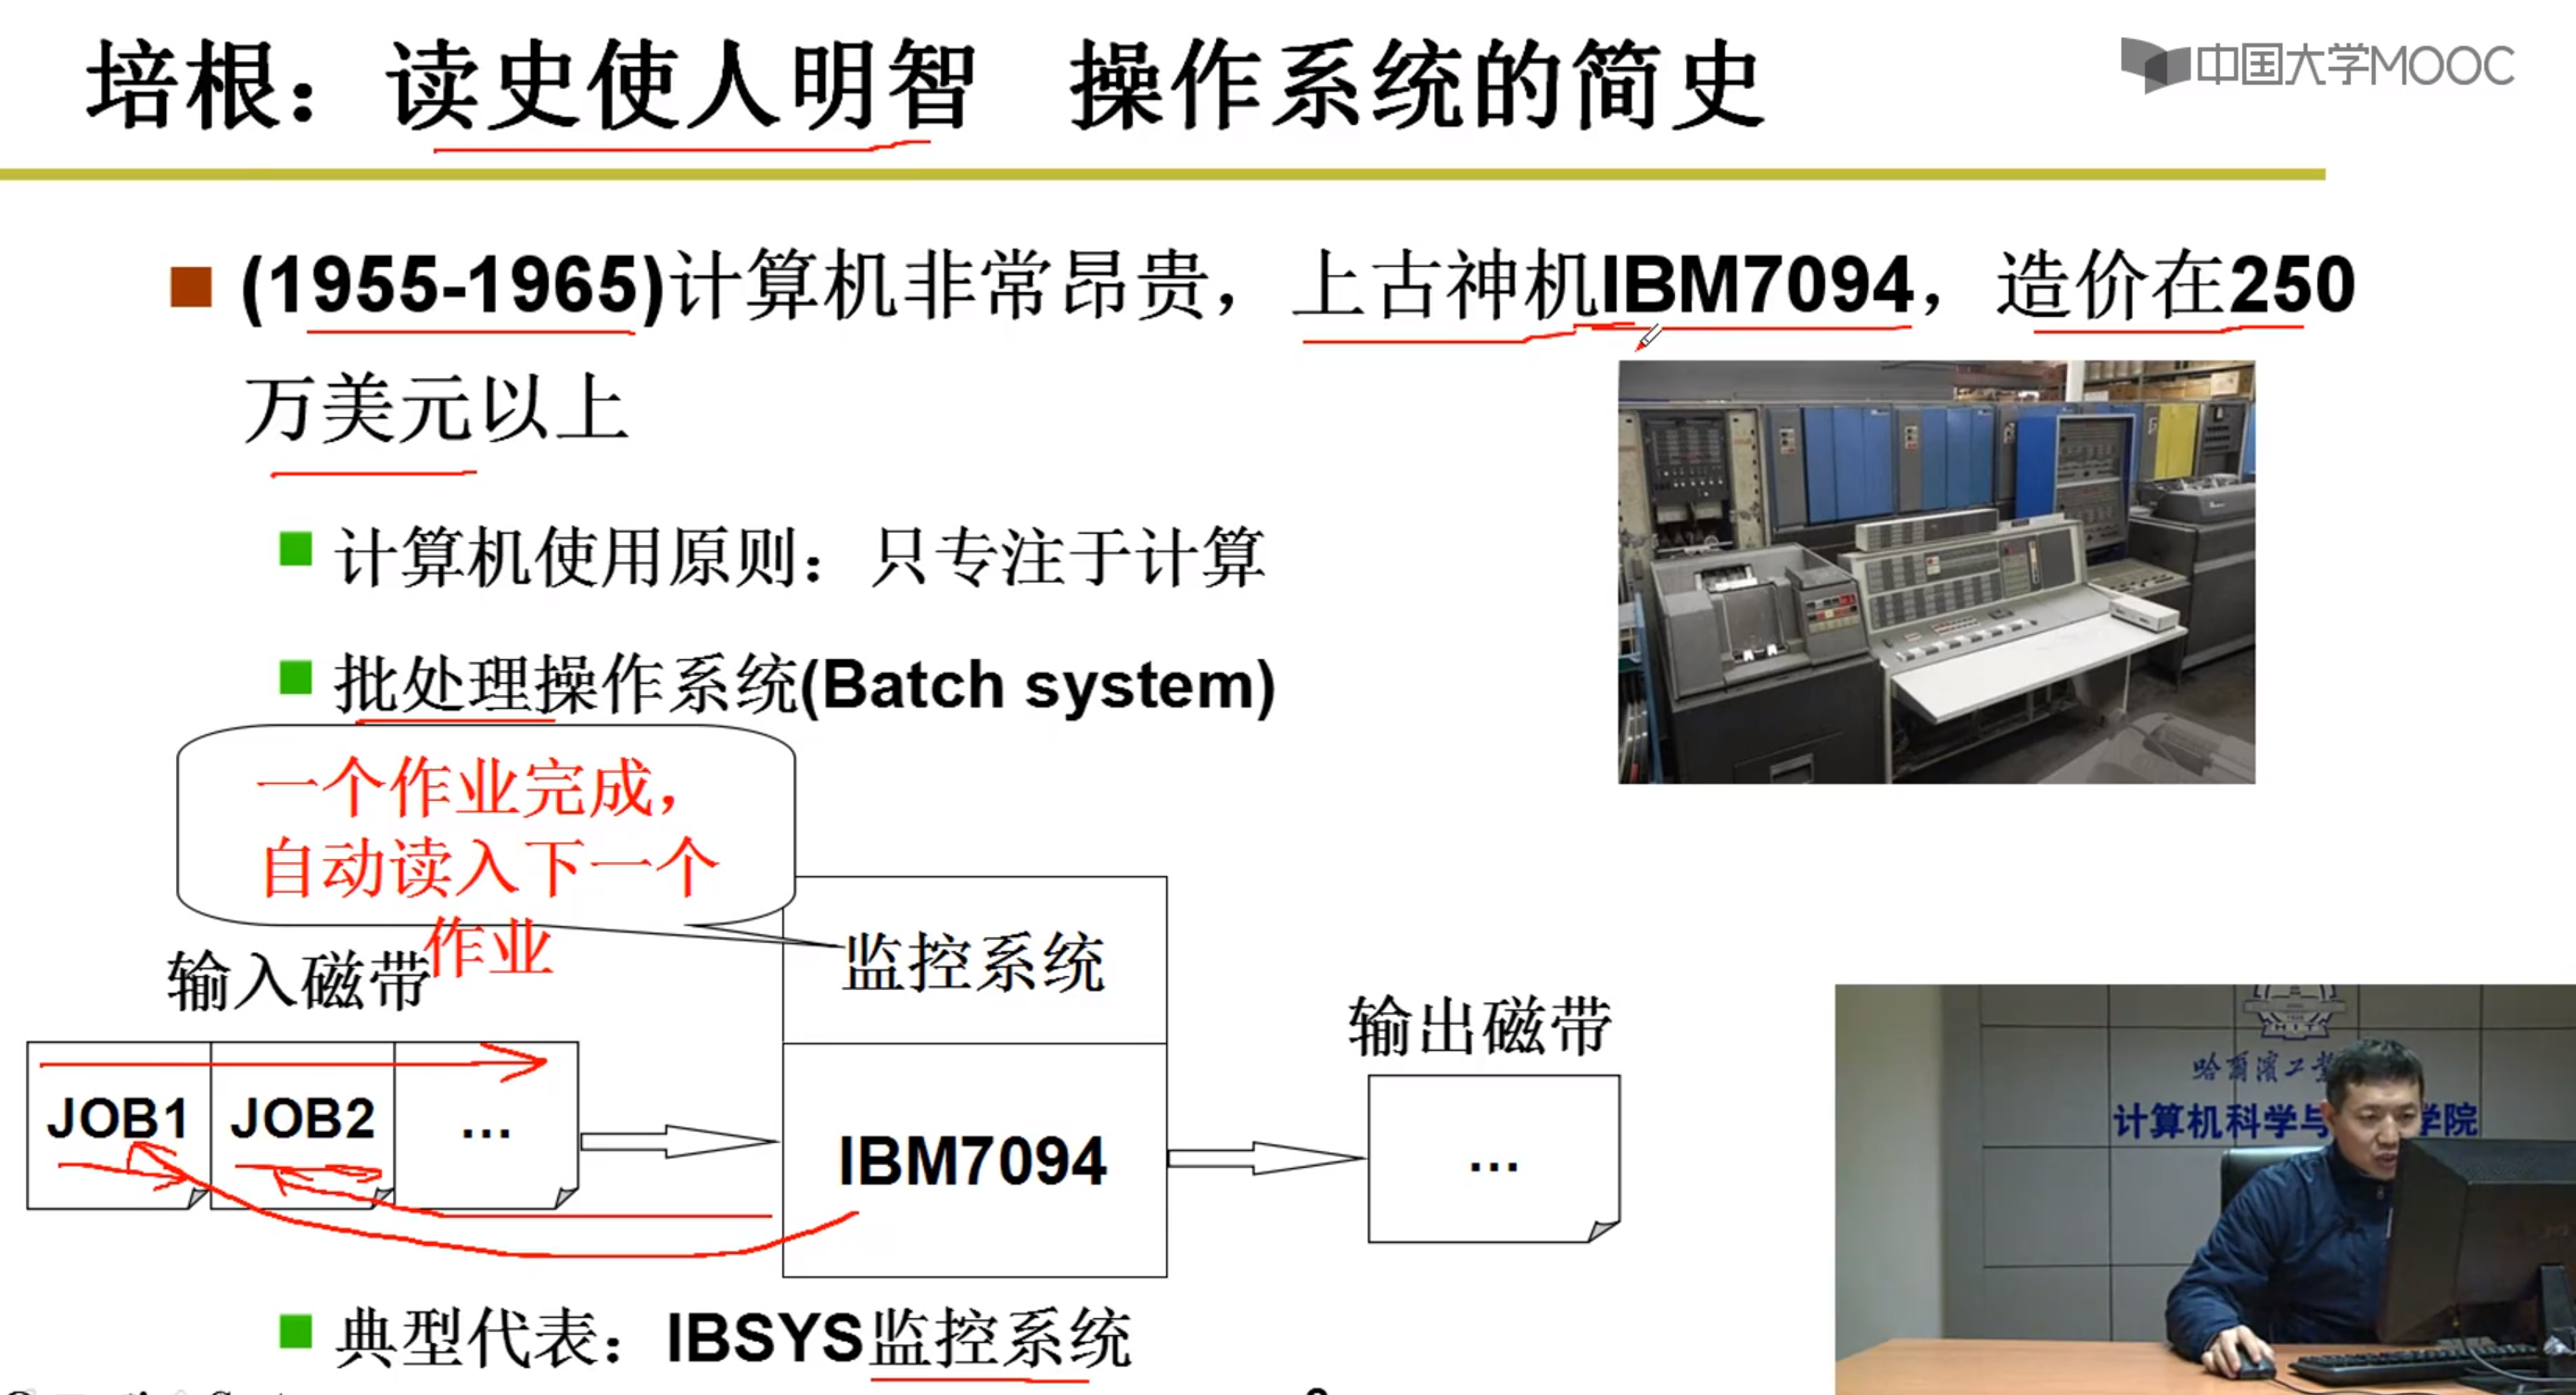 培根：读史使人明智 操作系统的简史
中国大学MOOC
(1955-1965)计算机非常昂贵，上古神机IBM7094，造价在250
万美元以上
计算机使用原则：只专注于计算
批处理操作系统(Batch system)
一个作业完成，
自动读入下一个
作业
输入磁带
监控系统
输出磁带
JOB1 JOB2 ...
IBM7094
...
典型代表：IBSYS监控系统
HIT
哈爾濱工
计算机科学与 学院